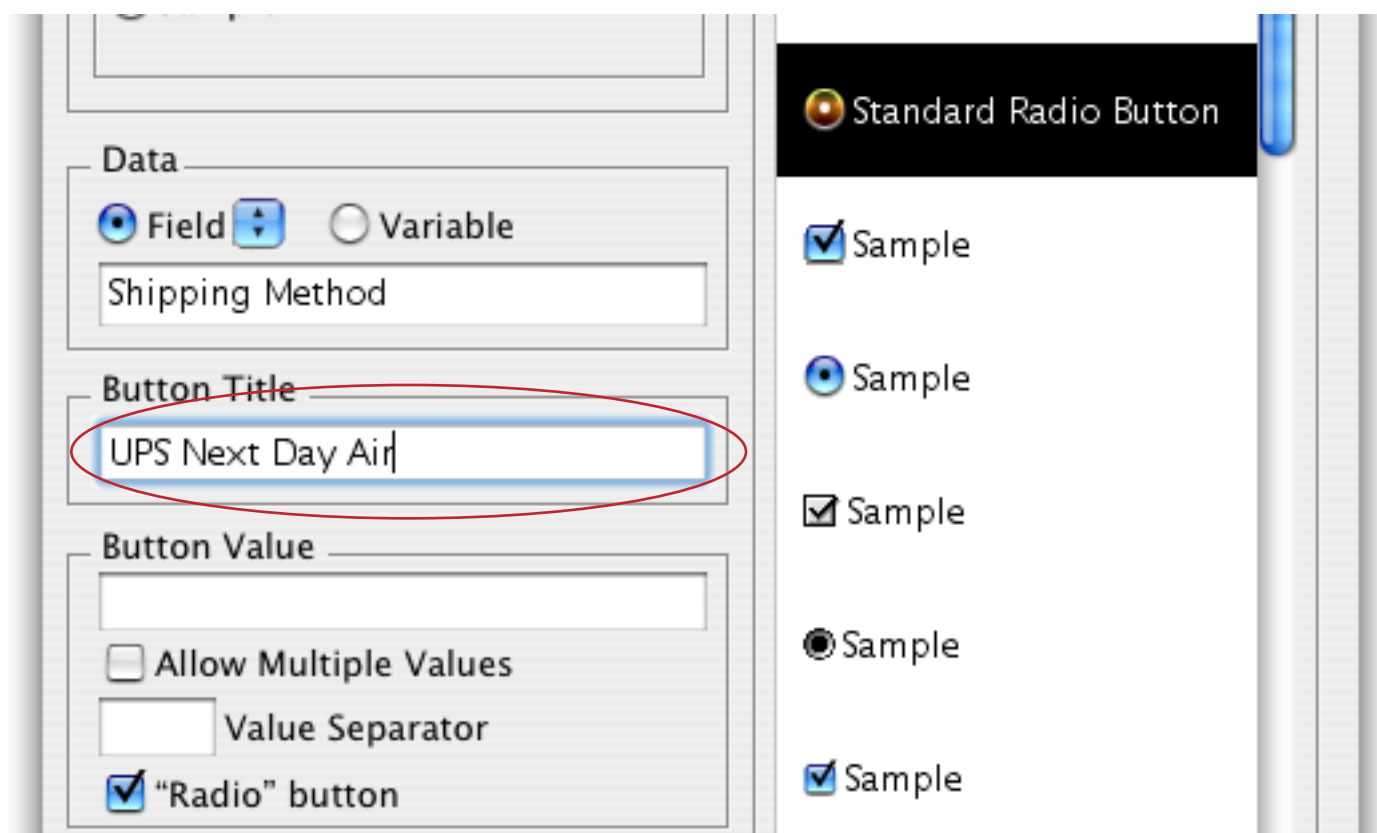 Data
Field Variable
Shipping Method
Button Title
UPS Next Day Air
Button Value
Allow Multiple Values
Value Separator
“Radio” button
Standard Radio Button
Sample
Sample
Sample
Sample
Sample